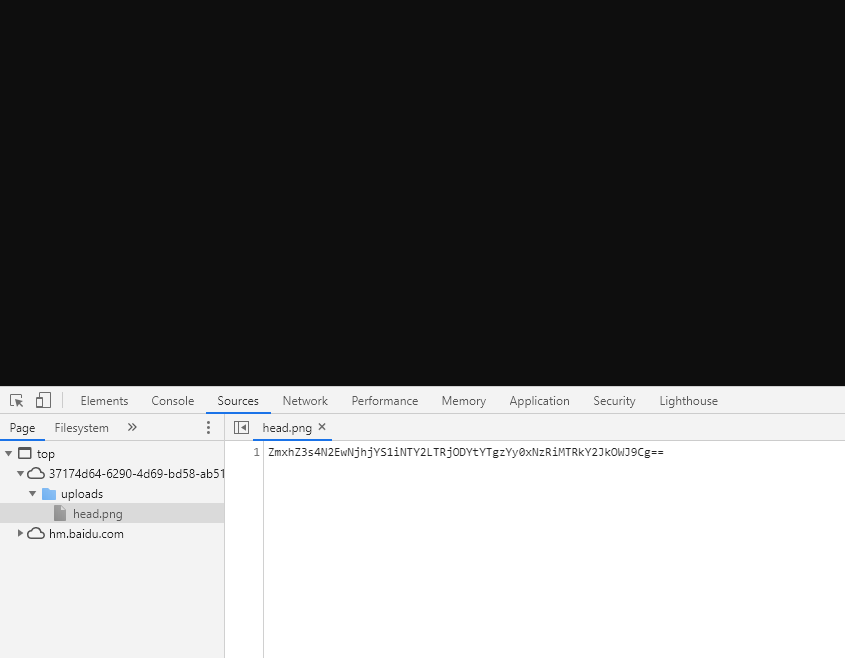 Elements Console Sources Network Performance Memory Application Security Lighthouse
Page Filesystem » head.png ×
1 ZmxhZ3s4N2EwNjhjYS1iNTY2LTRjODYtYTgzYy0xNzRiMTRkY2JkOWJ9Cg==
top
37174d64-6290-4d69-bd58-ab51
uploads
head.png
hm.baidu.com